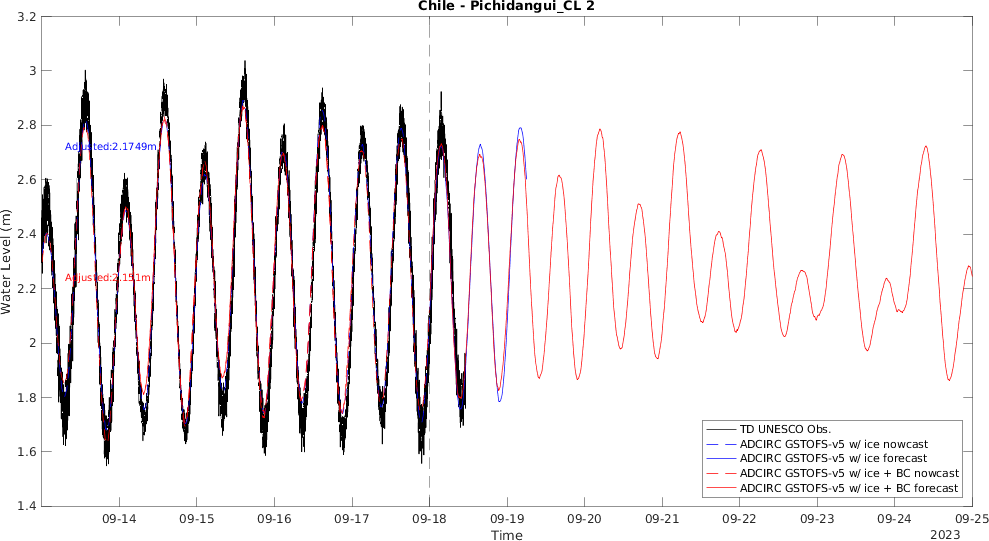 Chile - Pichidangui_CL 2
3.2
3
2.8
2.6
2.4
2.2
2
1.8
1.6
1.4
Water Level (m)
Adjusted:2.1749m
Adjusted:2.151m
TD UNESCO Obs.
ADCIRC GSTOFS-v5 w/ ice nowcast
ADCIRC GSTOFS-v5 w/ ice forecast
ADCIRC GSTOFS-v5 w/ ice + BC nowcast
ADCIRC GSTOFS-v5 w/ ice + BC forecast
09-14 09-15 09-16 09-17 09-18 09-19 09-20 09-21 09-22 09-23 09-24 09-25
Time
2023